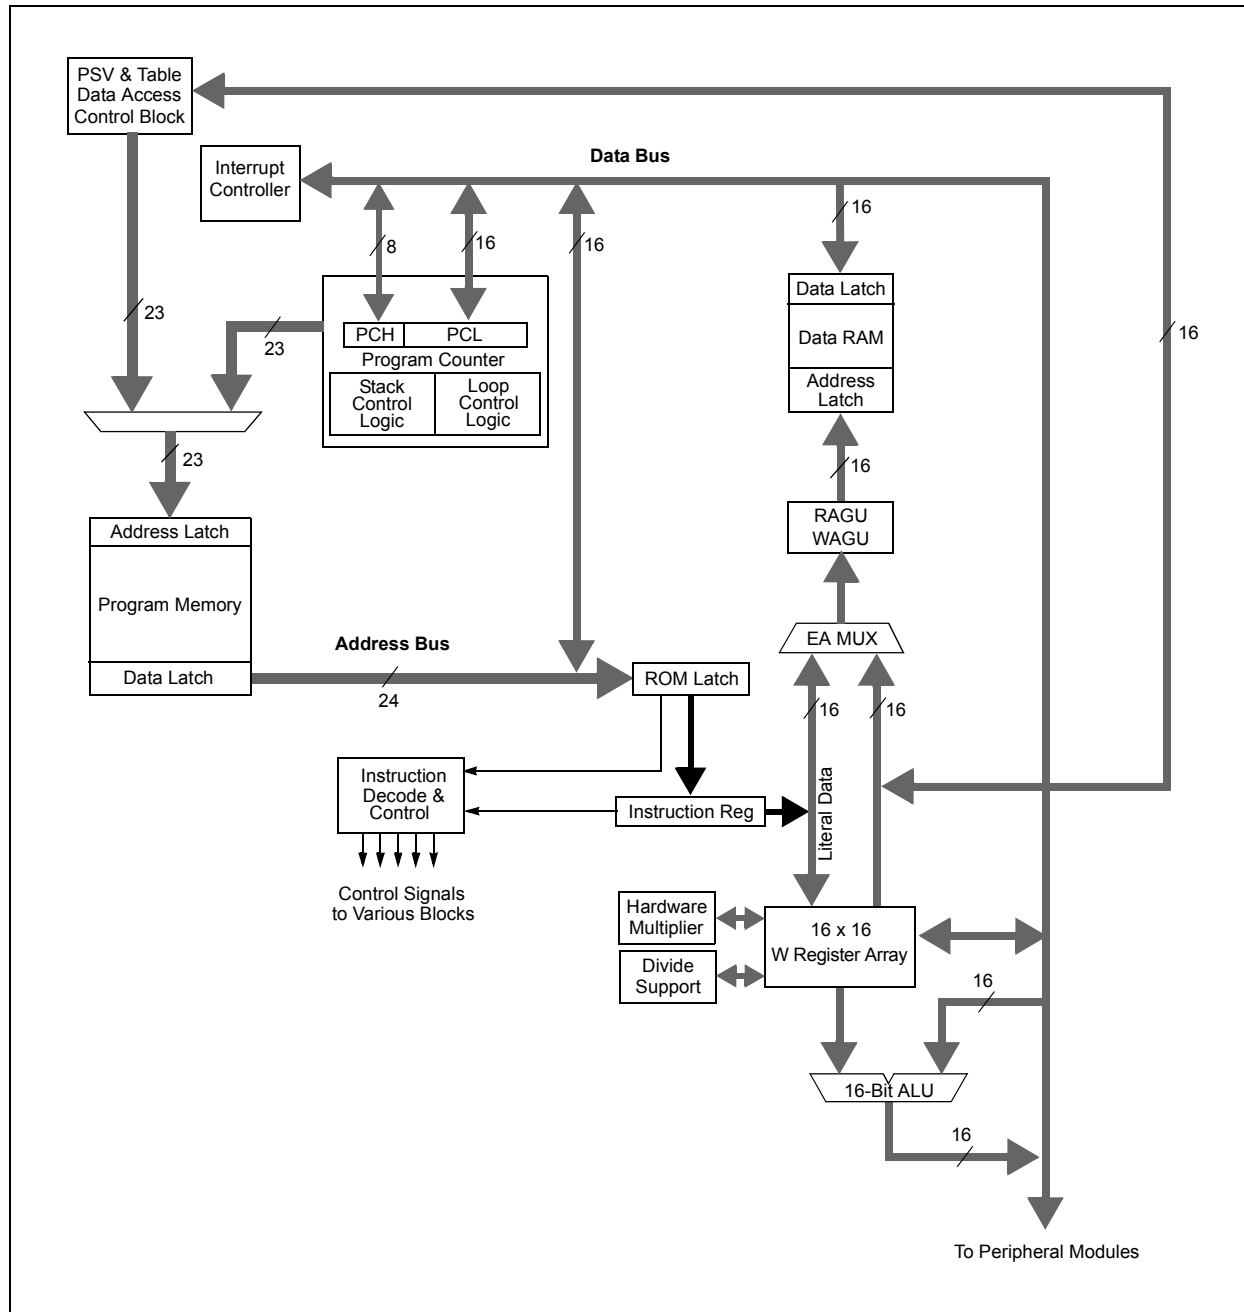 PSV & Table
Data Access
Control Block
Data Bus
Interrupt
Controller
16
8
16
16
Data Latch
23
16
23
PCH
PCL
Data RAM
Program Counter
Stack
Control
Logic
Loop
Control
Logic
Address
Latch
23
16
RAGU
WAGU
Address Latch
Program Memory
EA MUX
Address Bus
Data Latch
24
ROM Latch
16
16
Instruction
Decode &
Control
Instruction Reg
Literal Data
Control Signals
to Various Blocks
Hardware
Multiplier
16 x 16
W Register Array
Divide
Support
16
16-Bit ALU
16
To Peripheral Modules